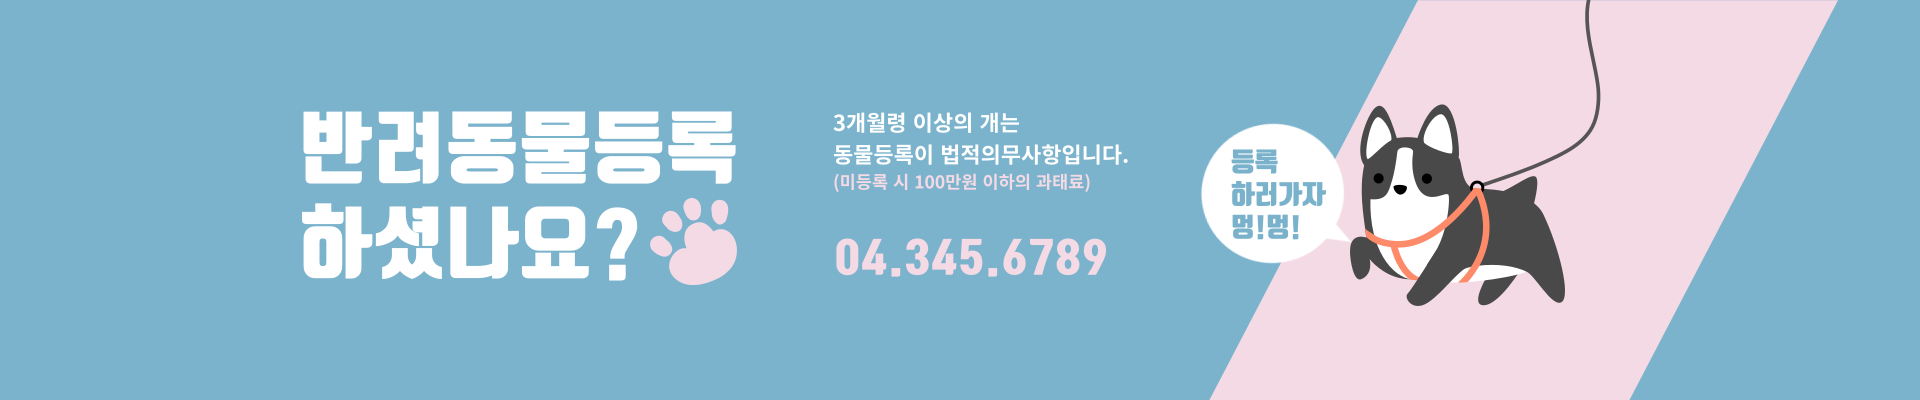 반려동물등록
하셨나요?
3개월령 이상의 개는
동물등록이 법적의무사항입니다.
(미등록 시 100만원 이하의 과태료)
04.345.6789
등록
하러가자
멍!멍!